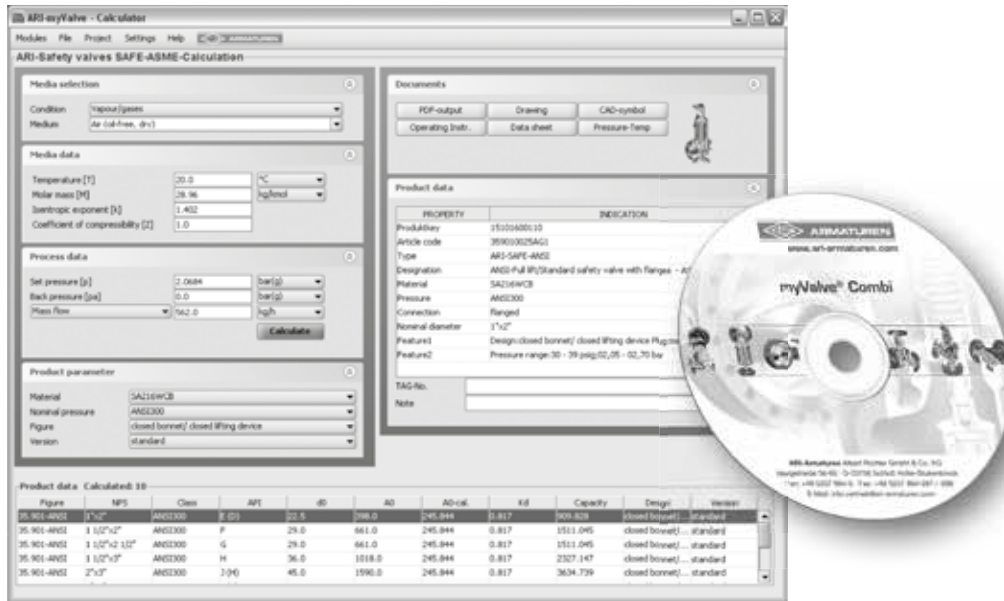 ARI-myValve - Calculator
Modules File Project Settings Help ARMATUREN
ARI-Safety valves SAFE-ASME-Calculation
Media selection
Condition Vapour/gases
Medium Air (oil-free, dry)
Media data
Temperature [T] 20.0 °C
Molar mass [M] 28.96 kg/kmol
Isentropic exponent [k] 1.402
Coefficient of compressibility [Z] 1.0
Process data
Set pressure [p] 2.0684 bar(g)
Back pressure [pa] 0.0 bar(g)
Mass flow 562.0 kg/h
Calculate
Product parameter
Material SA216WCB
Nominal pressure ANSI300
Figure closed bonnet/ closed lifting device
Version standard
Documents
PDF-output Drawing CAD-symbol
Operating Instr. Data sheet Pressure-Temp
Product data
PROPERTY INDICATION
Produktkey 15101600110
Article code 359010025AG1
Type ARI-SAFE-ANSI
Designation ANSI-Full lift/Standard safety valve with flanges
Material SA216WCB
Pressure ANSI300
Connection flanged
Nominal diameter 1"x2"
Feature1 Design:closed bonnet/ closed lifting device
Feature2 Pressure range:30 - 39 psig;02,05 - 02,70 bar
TAG-No.
Note
ARI ARMATUREN
www.ari-armaturen.com
myValve® Combi
ARI-Armaturen Albert Richter GmbH & Co. KG
Product data Calculated: 10
Figure NPS Class API d0 A0 A0-cal. Kd Capacity Design Version
35.901-ANSI 1"x2" ANSI300 E (D) 22.5 398.0 245.844 0.817 909.828 closed bonnet/... standard
35.901-ANSI 1 1/2"x2" ANSI300 F 29.0 661.0 245.844 0.817 1511.045 closed bonnet/... standard
35.901-ANSI 1 1/2"x2 1/2" ANSI300 G 29.0 661.0 245.844 0.817 1511.045 closed bonnet/... standard
35.901-ANSI 1 1/2"x3" ANSI300 H 36.0 1018.0 245.844 0.817 2327.147 closed bonnet/... standard
35.901-ANSI 2"x3" ANSI300 J (H) 45.0 1590.0 245.844 0.817 3634.739 closed bonnet/... standard